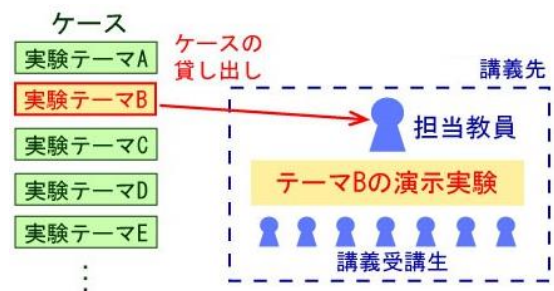 ケース
実験テーマA
実験テーマB
実験テーマC
実験テーマD
実験テーマE
⋮
ケースの
貸し出し
講義先
担当教員
テーマBの演示実験
講義受講生